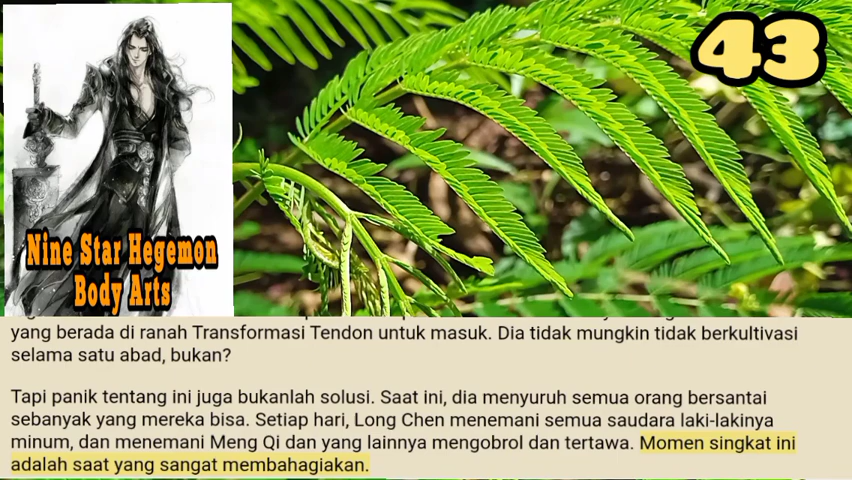 43
Nine Star Hegemon
Body Arts
yang berada di ranah Transformasi Tendon untuk masuk. Dia tidak mungkin tidak berkultivasi
selama satu abad, bukan?
Tapi panik tentang ini juga bukanlah solusi. Saat ini, dia menyuruh semua orang bersantai
sebanyak yang mereka bisa. Setiap hari, Long Chen menemani semua saudara laki-lakinya
minum, dan menemani Meng Qi dan yang lainnya mengobrol dan tertawa. Momen singkat ini
adalah saat yang sangat membahagiakan.